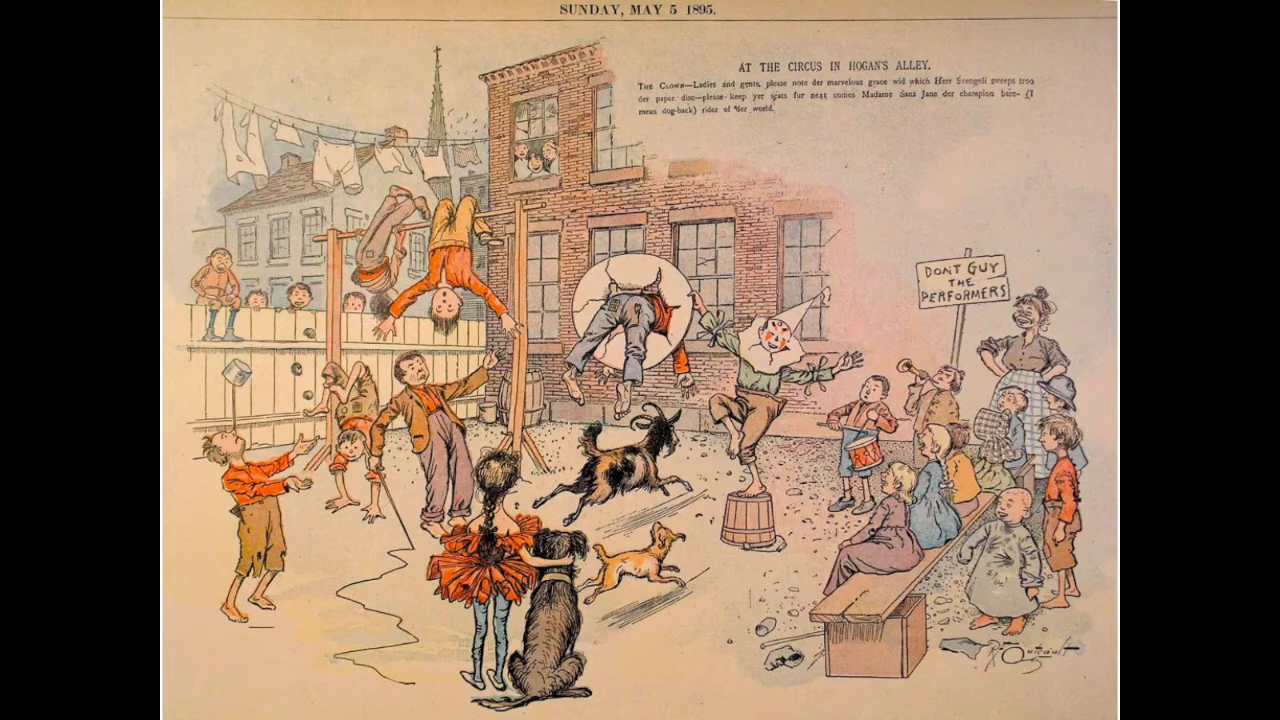 SUNDAY, MAY 5 1895.
AT THE CIRCUS IN HOGAN'S ALLEY.
THE CLOWN—Ladies and gents, please note der marvelous grace wid which Herr Svengeli sweeps troo
der paper disc—please keep yer seats fur next comes Madame Sans Jane der champion bare- (I
mean dog-back) rider of der world.
DONT GUY
THE
PERFORMERS
Outcault